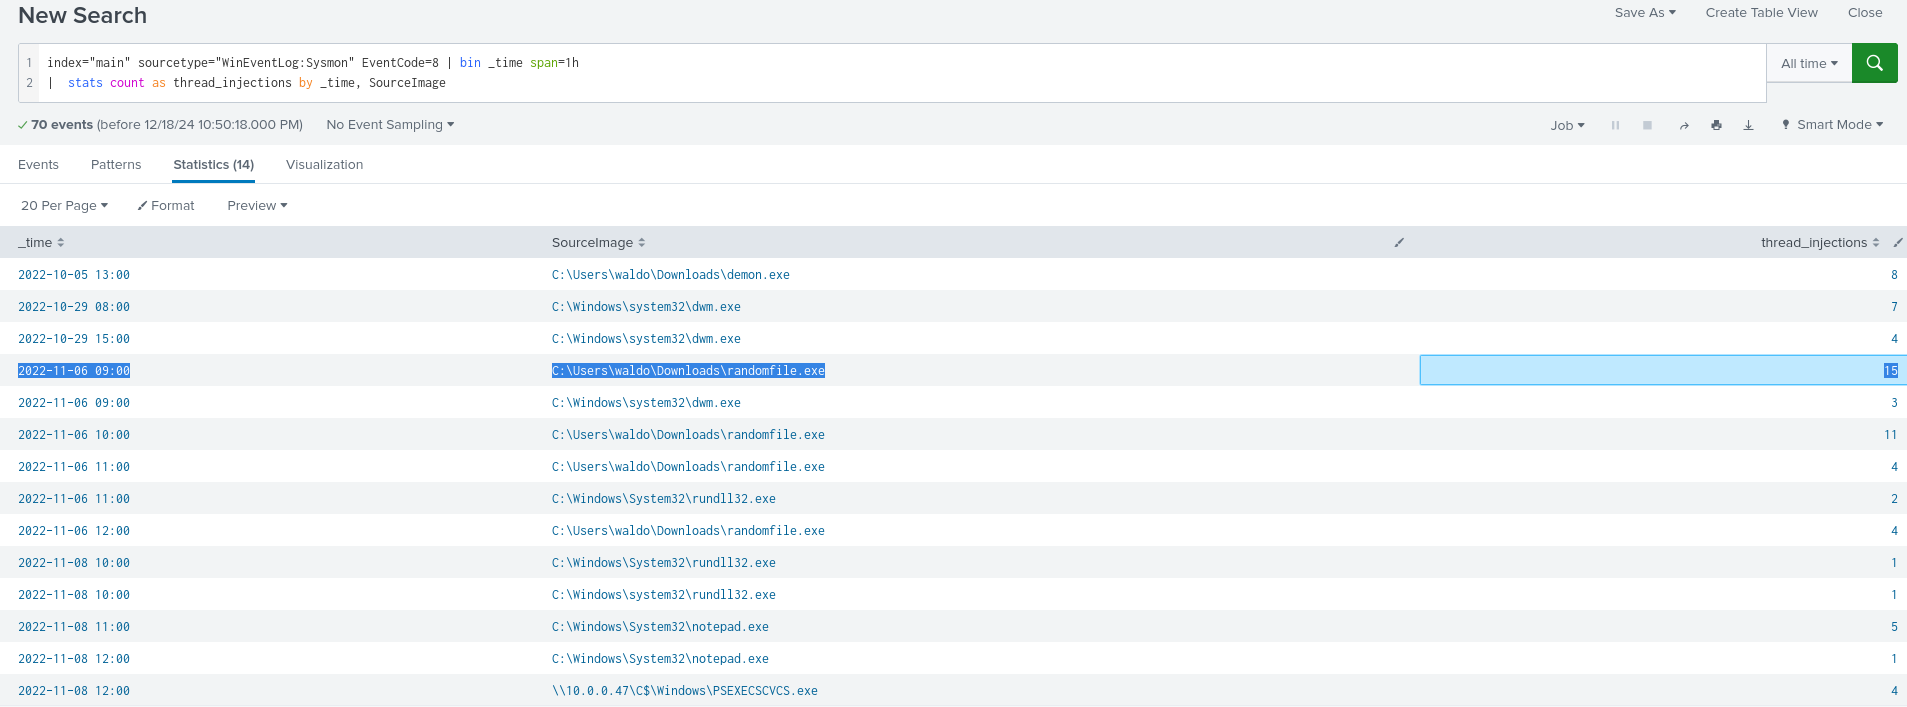 New Search
Save As Create Table View Close
1 index="main" sourcetype="WinEventLog:Sysmon" EventCode=8 | bin _time span=1h
2 | stats count as thread_injections by _time, SourceImage
All time
70 events (before 12/18/24 10:50:18.000 PM) No Event Sampling
Job Smart Mode
Events Patterns Statistics (14) Visualization
20 Per Page Format Preview
_time SourceImage thread_injections
2022-10-05 13:00 C:\Users\waldo\Downloads\demon.exe 8
2022-10-29 08:00 C:\Windows\system32\dwm.exe 7
2022-10-29 15:00 C:\Windows\system32\dwm.exe 4
2022-11-06 09:00 C:\Users\waldo\Downloads\randomfile.exe 15
2022-11-06 09:00 C:\Windows\system32\dwm.exe 3
2022-11-06 10:00 C:\Users\waldo\Downloads\randomfile.exe 11
2022-11-06 11:00 C:\Users\waldo\Downloads\randomfile.exe 4
2022-11-06 11:00 C:\Windows\System32\rundll32.exe 2
2022-11-06 12:00 C:\Users\waldo\Downloads\randomfile.exe 4
2022-11-08 10:00 C:\Windows\System32\rundll32.exe 1
2022-11-08 10:00 C:\Windows\system32\rundll32.exe 1
2022-11-08 11:00 C:\Windows\System32\notepad.exe 5
2022-11-08 12:00 C:\Windows\System32\notepad.exe 1
2022-11-08 12:00 \\10.0.0.47\C$\Windows\PSEXECSCVCS.exe 4